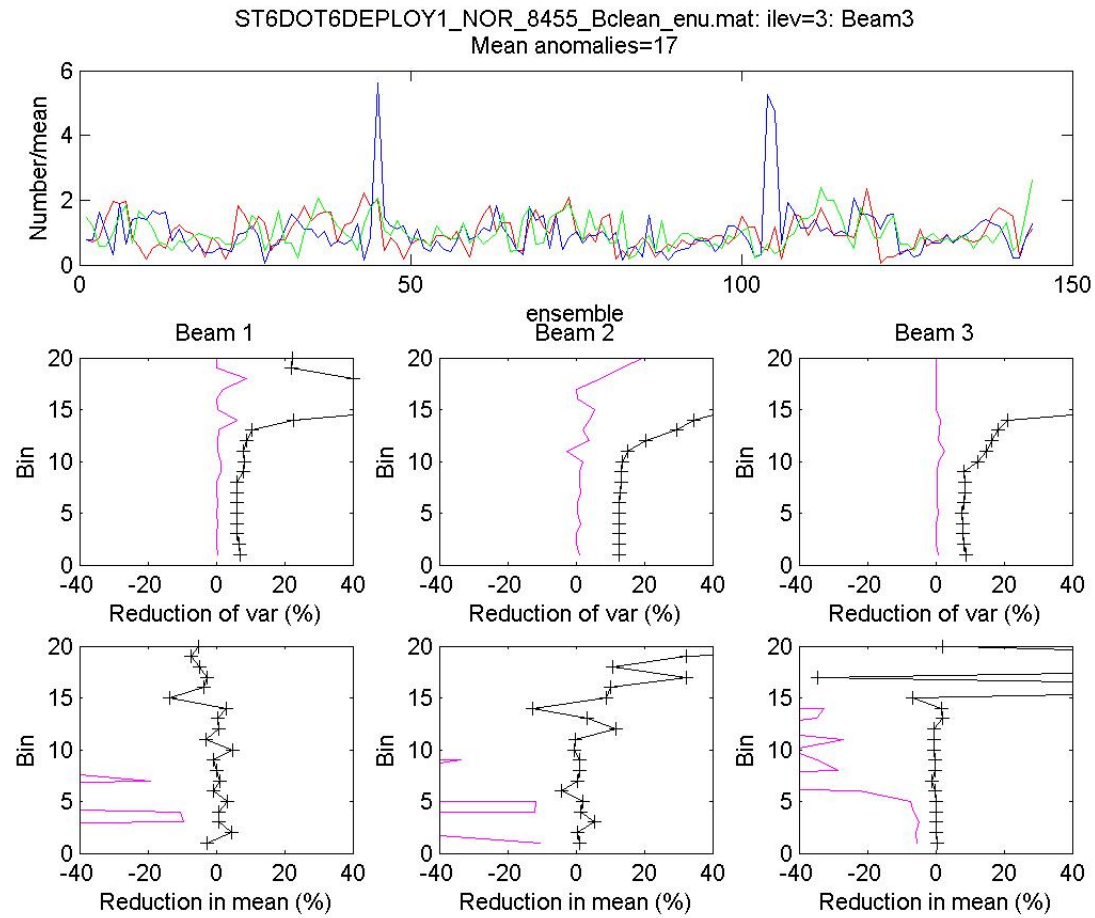 ST6DOT6DEPLOY1_NOR_8455_Bclean_enu.mat: ilev=3: Beam3
Mean anomalies=17
Number/mean
6
4
2
0
0 50 100 150
ensemble
Beam 1 Beam 2 Beam 3
Bin Bin Bin
20 20 20
15 15 15
10 10 10
5 5 5
0 0 0
-40 -20 0 20 40 -40 -20 0 20 40 -40 -20 0 20 40
Reduction of var (%) Reduction of var (%) Reduction of var (%)
Bin Bin Bin
20 20 20
15 15 15
10 10 10
5 5 5
0 0 0
-40 -20 0 20 40 -40 -20 0 20 40 -40 -20 0 20 40
Reduction in mean (%) Reduction in mean (%) Reduction in mean (%)